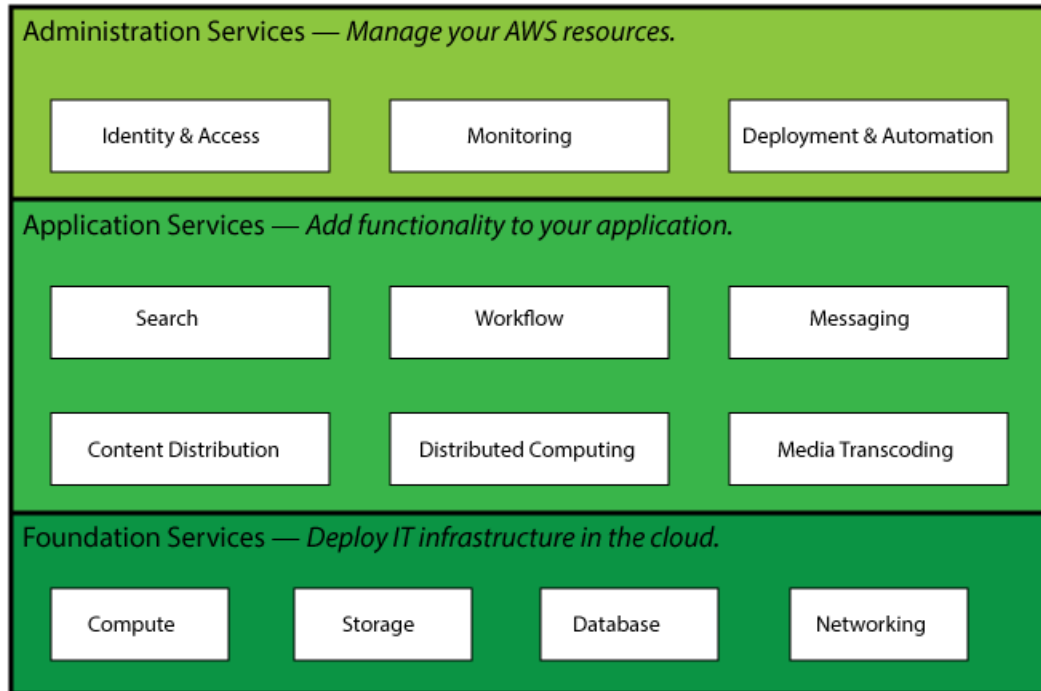 Administration Services — Manage your AWS resources.
Identity & Access
Monitoring
Deployment & Automation
Application Services — Add functionality to your application.
Search
Workflow
Messaging
Content Distribution
Distributed Computing
Media Transcoding
Foundation Services — Deploy IT infrastructure in the cloud.
Compute
Storage
Database
Networking